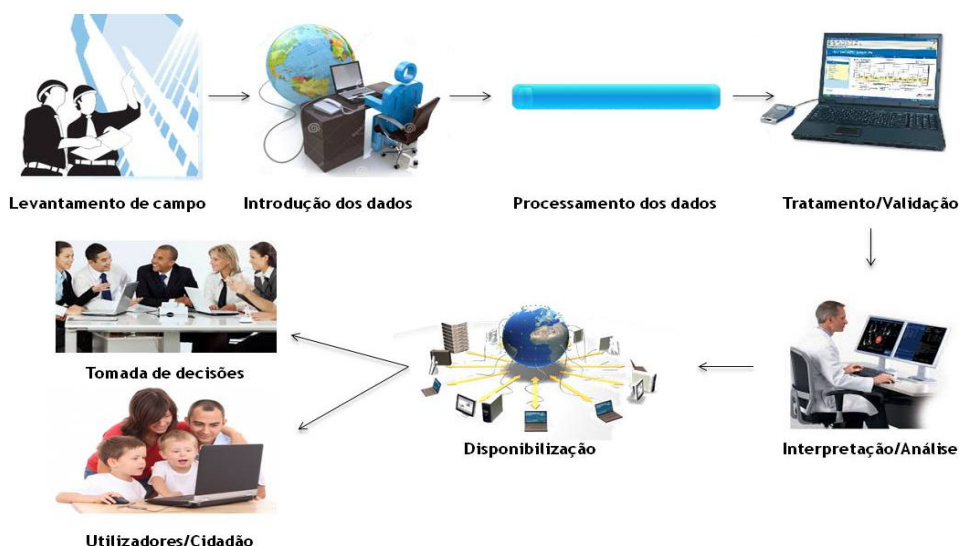 Levantamento de campo
Introdução dos dados
Processamento dos dados
Tratamento/Validação
Tomada de decisões
Disponibilização
Interpretação/Análise
Utilizadores/Cidadão